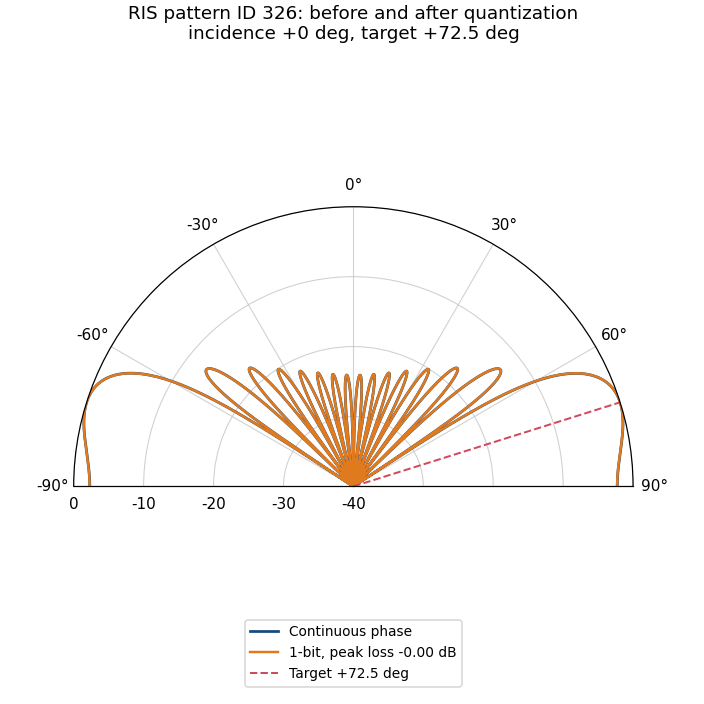 RIS pattern ID 326: before and after quantization
incidence +0 deg, target +72.5 deg
0°
-30°
30°
-60°
60°
-90°
90°
0
-10
-20
-30
-40
Continuous phase
1-bit, peak loss -0.00 dB
Target +72.5 deg